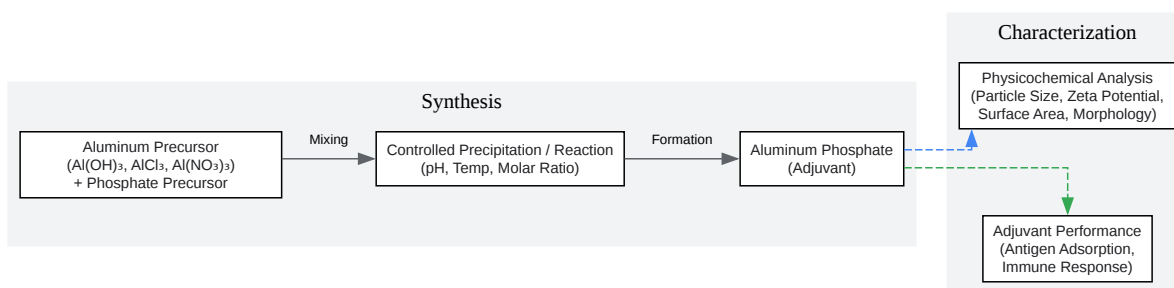 Characterization
Physicochemical Analysis
(Particle Size, Zeta Potential,
Surface Area, Morphology)
Synthesis
Aluminum Precursor
(Al(OH)₃, AlCl₃, Al(NO₃)₃)
+ Phosphate Precursor
Mixing
Controlled Precipitation / Reaction
(pH, Temp, Molar Ratio)
Formation
Aluminum Phosphate
(Adjuvant)
Adjuvant Performance
(Antigen Adsorption,
Immune Response)